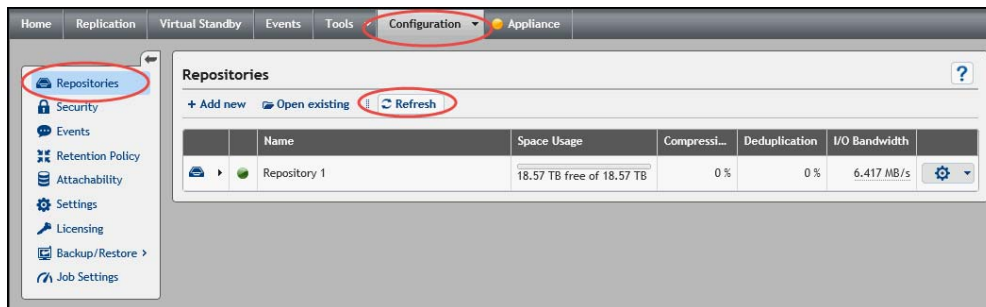 Home Replication Virtual Standby Events Tools Configuration Appliance
Repositories
Security
Events
Retention Policy
Attachability
Settings
Licensing
Backup/Restore >
Job Settings
Repositories ?
+ Add new Open existing Refresh
Name Space Usage Compressi... Deduplication I/O Bandwidth
Repository 1 18.57 TB free of 18.57 TB 0 % 0 % 6.417 MB/s